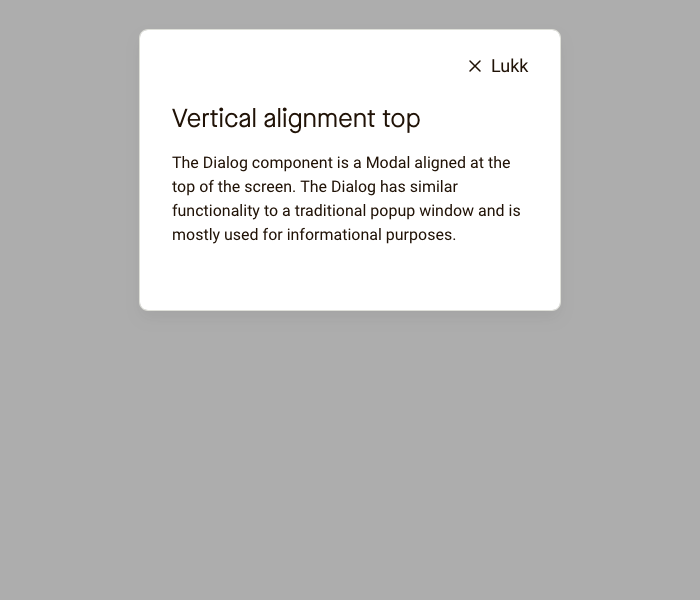 Lukk
Vertical alignment top
The Dialog component is a Modal aligned at the
top of the screen. The Dialog has similar
functionality to a traditional popup window and is
mostly used for informational purposes.